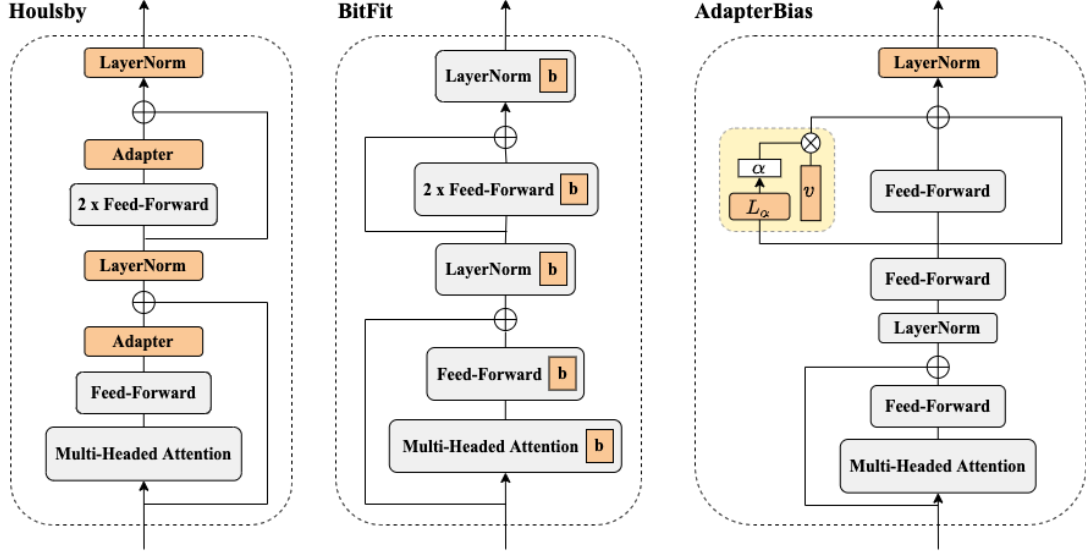 Houlsby
LayerNorm
Adapter
2 x Feed-Forward
LayerNorm
Adapter
Feed-Forward
Multi-Headed Attention
BitFit
LayerNorm b
2 x Feed-Forward b
LayerNorm b
Feed-Forward b
Multi-Headed Attention b
AdapterBias
LayerNorm
α
v
Lα
Feed-Forward
Feed-Forward
LayerNorm
Feed-Forward
Multi-Headed Attention